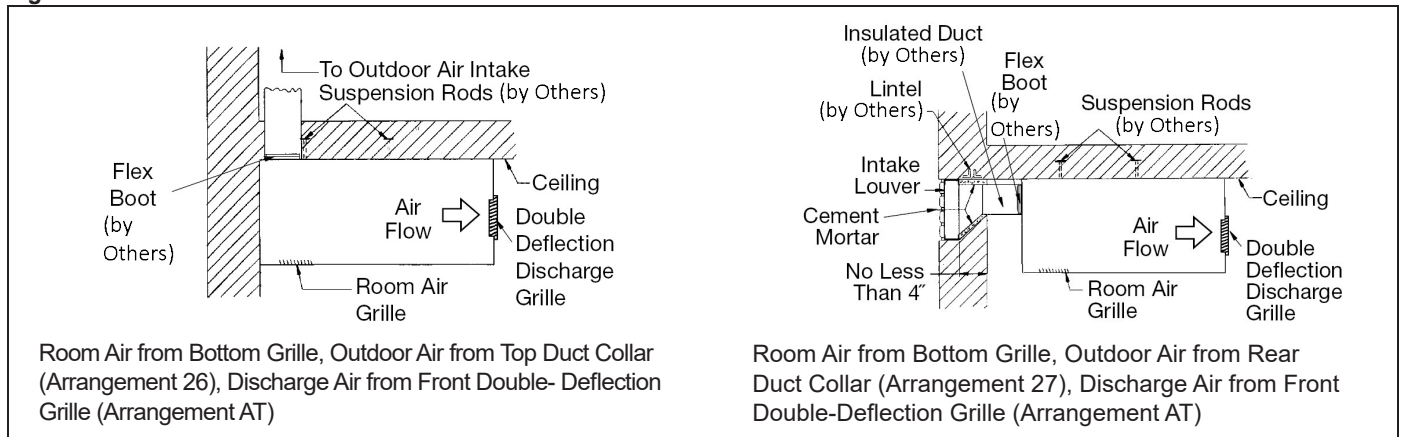 To Outdoor Air Intake
Suspension Rods (by Others)
Flex
Boot
(by
Others)
Air
Flow
Ceiling
Double
Deflection
Discharge
Grille
Room Air
Grille
Room Air from Bottom Grille, Outdoor Air from Top Duct Collar
(Arrangement 26), Discharge Air from Front Double- Deflection
Grille (Arrangement AT)
Insulated Duct
(by Others)
Flex
Boot
(by
Others)
Lintel
(by Others)
Suspension Rods
(by Others)
Intake
Louver
Cement
Mortar
Air
Flow
Ceiling
No Less
Than 4˝
Double
Deflection
Discharge
Grille
Room Air
Grille
Room Air from Bottom Grille, Outdoor Air from Rear
Duct Collar (Arrangement 27), Discharge Air from Front
Double-Deflection Grille (Arrangement AT)